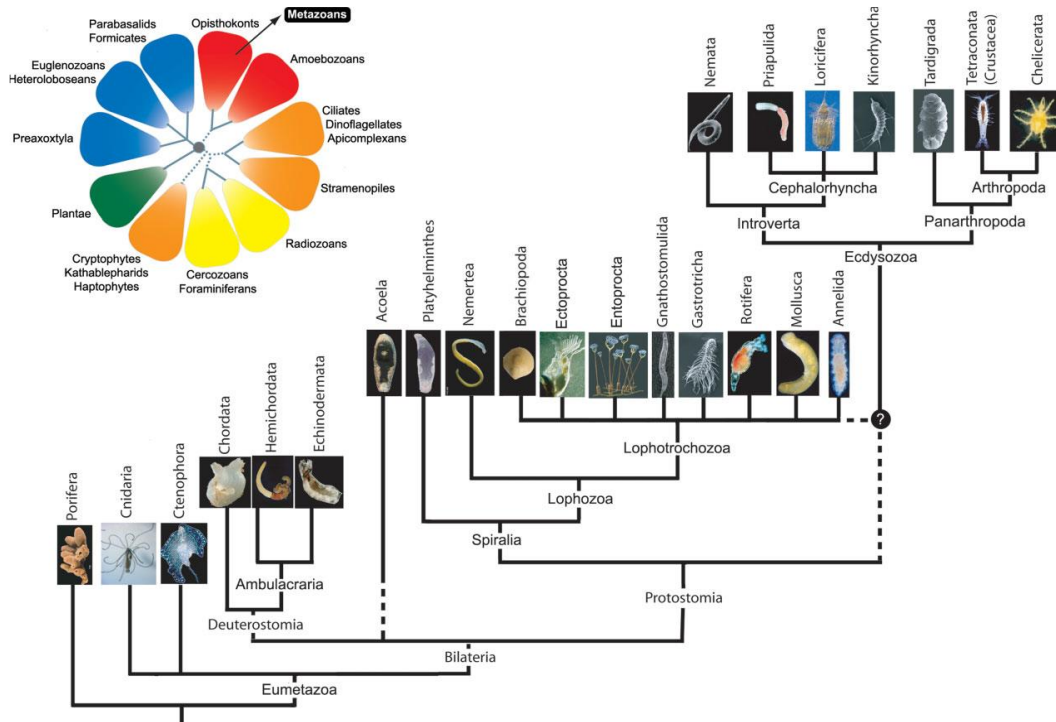 Metazoans
Parabasalids
Formicates
Opisthokonts
Euglenozoans
Heteroloboseans
Amoebozoans
Ciliates
Dinoflagellates
Apicomplexans
Preaxoxtyla
Stramenopiles
Plantae
Radiozoans
Cryptophytes
Kathablepharids
Haptophytes
Cercozoans
Foraminiferans
Nemata
Priapulida
Loricifera
Kinorhyncha
Tardigrada
Tetraconata
(Crustacea)
Chelicerata
Cephalorhyncha
Arthropoda
Introverta
Panarthropoda
Ecdysozoa
Acoela
Platyhelminthes
Nemertea
Brachiopoda
Ectoprocta
Entoprocta
Gnathostomulida
Gastrotricha
Rotifera
Mollusca
Annelida
?
Lophotrochozoa
Lophozoa
Spiralia
Porifera
Cnidaria
Ctenophora
Chordata
Hemichordata
Echinodermata
Ambulacraria
Deuterostomia
Protostomia
Bilateria
Eumetazoa